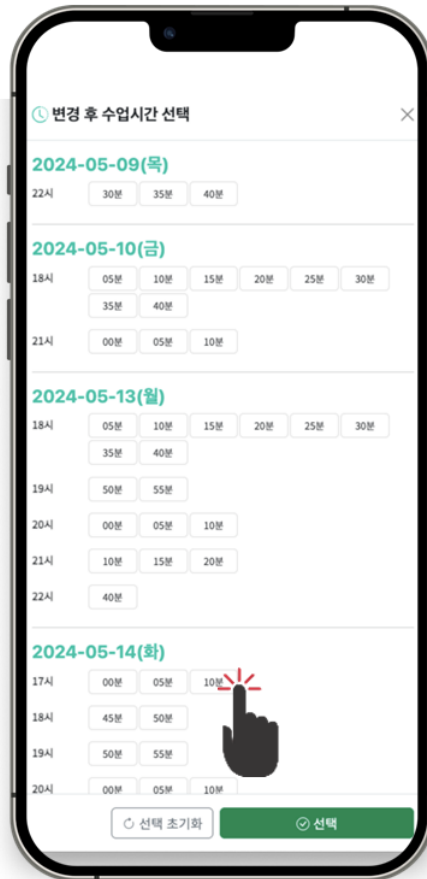 변경 후 수업시간 선택
2024-05-09(목)
22시 30분 35분 40분
2024-05-10(금)
18시 05분 10분 15분 20분 25분 30분
35분 40분
21시 00분 05분 10분
2024-05-13(월)
18시 05분 10분 15분 20분 25분 30분
35분 40분
19시 50분 55분
20시 00분 05분 10분
21시 10분 15분 20분
22시 40분
2024-05-14(화)
17시 00분 05분 10분
18시 45분 50분
19시 50분 55분
20시 00분 05분 10분
선택 초기화 선택